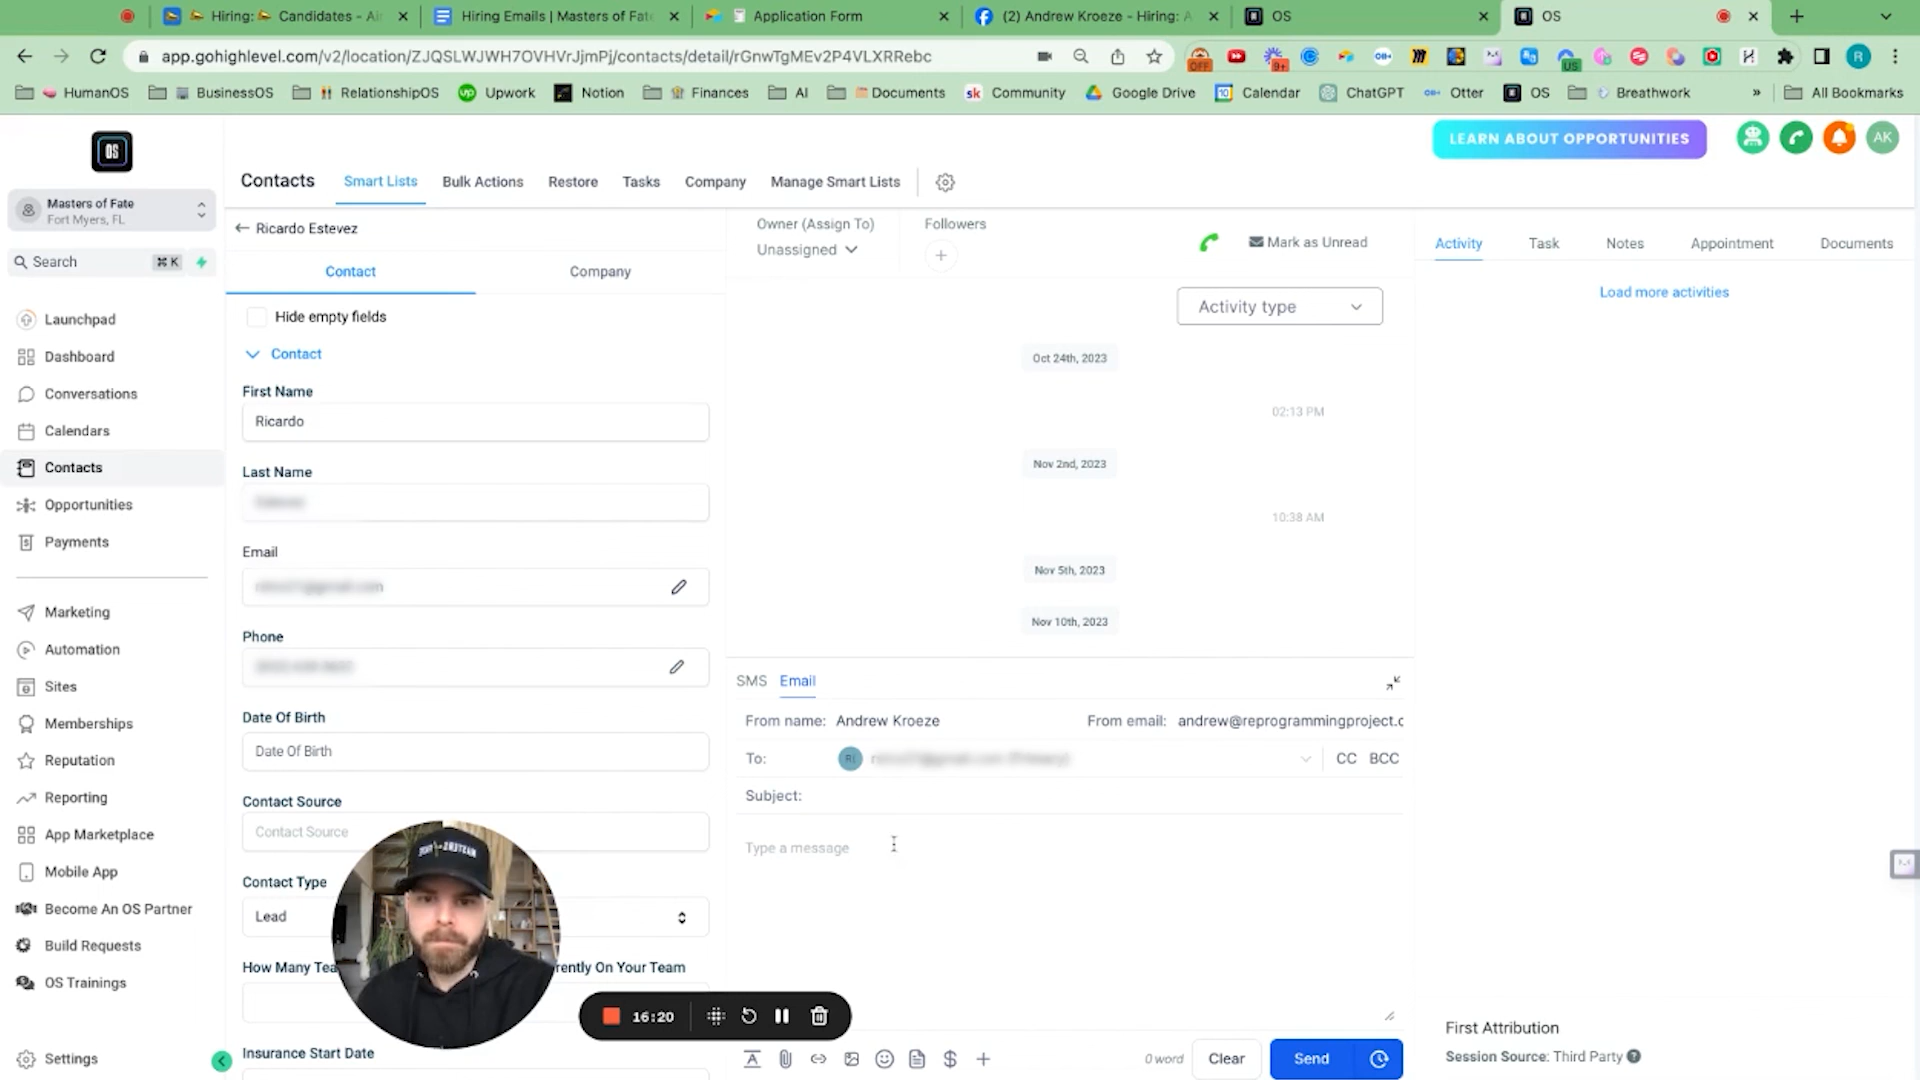 Hiring: Candidates - Air
Hiring Emails | Masters of Fate
Application Form
(2) Andrew Kroeze - Hiring: A
OS
OS
app.gohighlevel.com/v2/location/ZJQSLWJWH7OVHVrJjmPj/contacts/detail/rGnwTgMEv2P4VLXRRebc
OFF
9+
US
R
HumanOS
BusinessOS
RelationshipOS
Upwork
Notion
Finances
AI
Documents
Community
Google Drive
Calendar
ChatGPT
Otter
OS
Breathwork
»
All Bookmarks
OS
LEARN ABOUT OPPORTUNITIES
AK
Masters of Fate
Fort Myers, FL
Search
⌘ K
Launchpad
Dashboard
Conversations
Calendars
Contacts
Opportunities
Payments
Marketing
Automation
Sites
Memberships
Reputation
Reporting
App Marketplace
Mobile App
Become An OS Partner
Build Requests
OS Trainings
Settings
Contacts
Smart Lists
Bulk Actions
Restore
Tasks
Company
Manage Smart Lists
Ricardo Estevez
Contact
Company
Hide empty fields
Contact
First Name
Ricardo
Last Name
Email
Phone
Date Of Birth
Date Of Birth
Contact Source
Contact Source
Contact Type
Lead
How Many
On Your Team
Insurance Start Date
16:20
Owner (Assign To)
Unassigned
Followers
Mark as Unread
Activity type
Oct 24th, 2023
02:13 PM
Nov 2nd, 2023
10:38 AM
Nov 5th, 2023
Nov 10th, 2023
SMS
Email
From name: Andrew Kroeze
From email: andrew@reprogrammingproject.c
To:
CC
BCC
Subject:
Type a message
0 word
Clear
Send
Activity
Task
Notes
Appointment
Documents
Load more activities
First Attribution
Session Source: Third Party